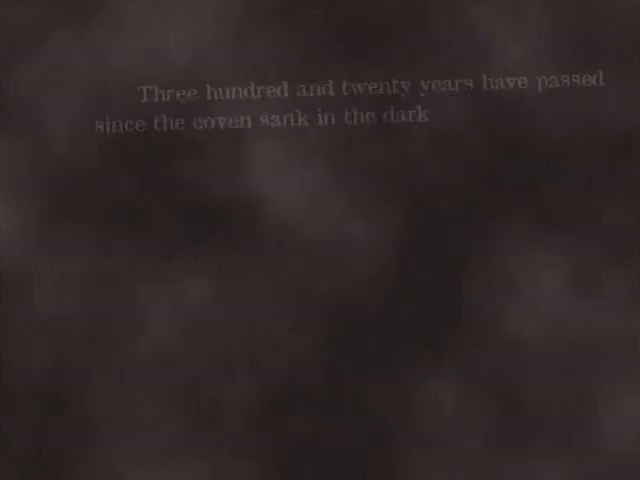 Three hundred and twenty years have passed
since the coven sank in the dark